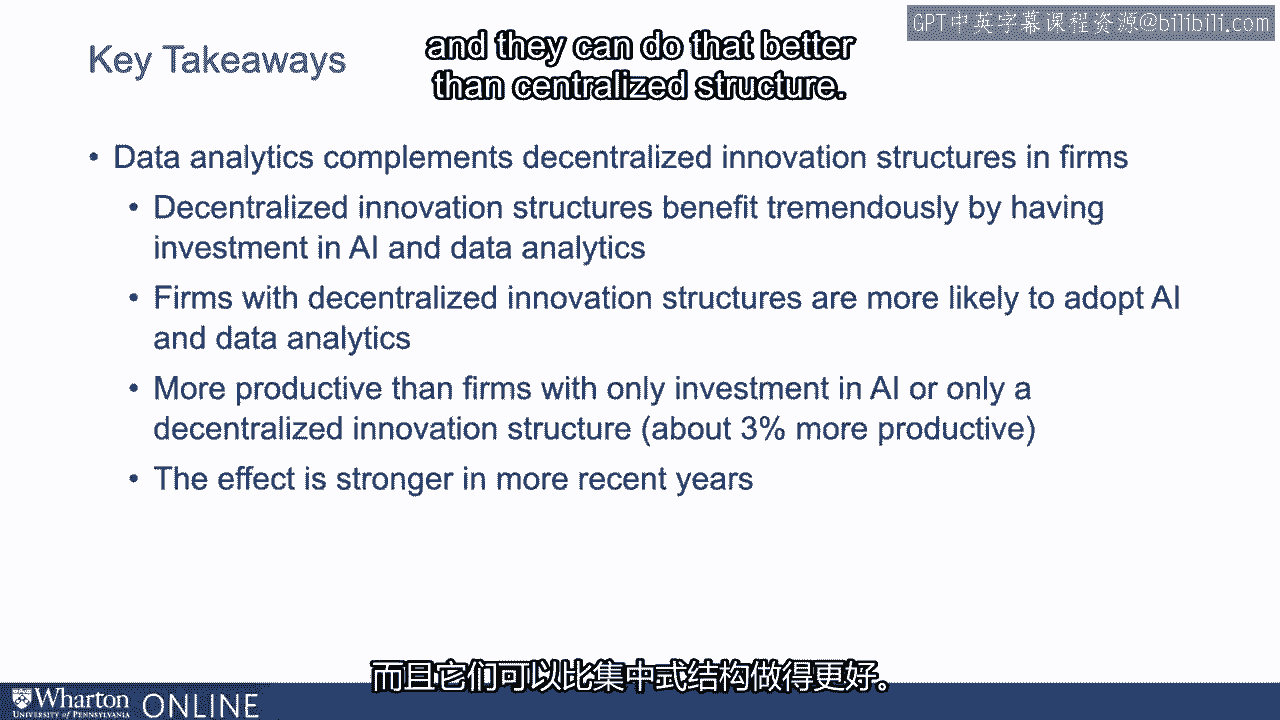 GPT中英字幕课程资源@bilibili.com
and they can do that better
than centralized structure.
Key Takeaways
• Data analytics complements decentralized innovation structures in firms
• Decentralized innovation structures benefit tremendously by having
investment in AI and data analytics
• Firms with decentralized innovation structures are more likely to adopt AI
and data analytics
• More productive than firms with only investment in AI or only a
decentralized innovation structure (about 3% more productive)
• The effect is stronger in more recent years
而且它们可以比集中式结构做得更好。
Wharton
UNIVERSITY of PENNSYLVANIA
ONLINE